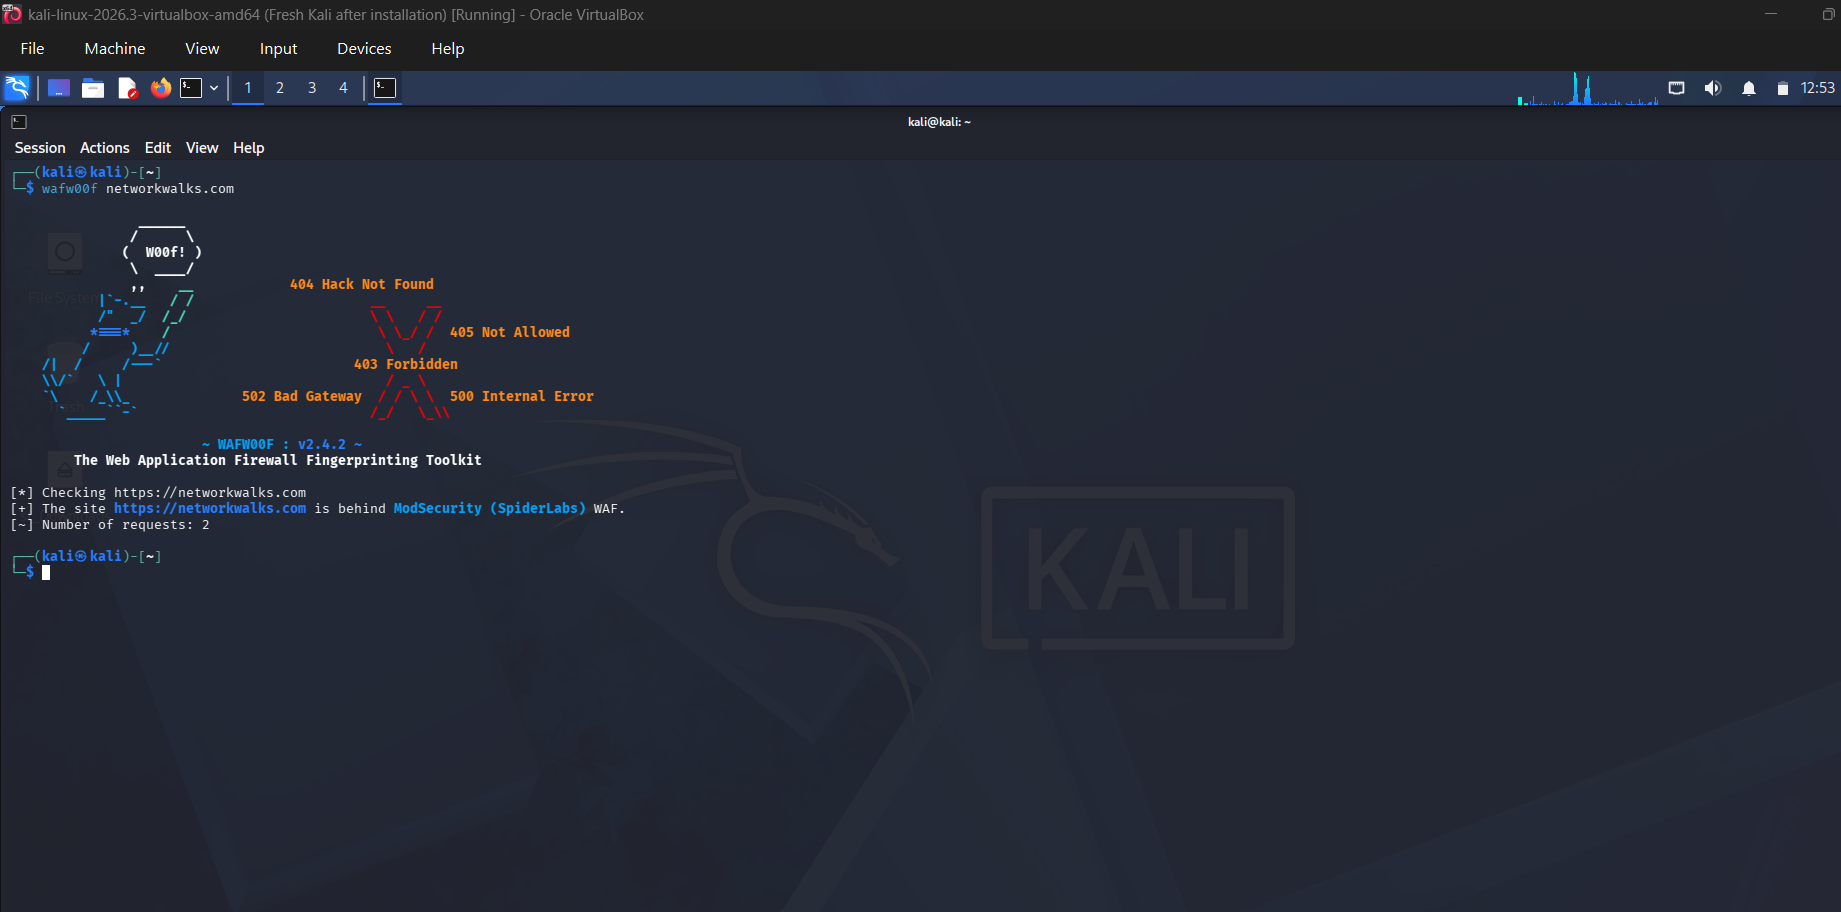 kali-linux-2026.3-virtualbox-amd64 (Fresh Kali after installation) [Running] - Oracle VirtualBox
File Machine View Input Devices Help
1 2 3 4 12:53
kali@kali: ~
Session Actions Edit View Help
┌──(kali㉿kali)-[~]
└─$ wafw00f networkwalks.com
( W00f! )
404 Hack Not Found
File System
405 Not Allowed
403 Forbidden
502 Bad Gateway 500 Internal Error
Trash
~ WAFW00F : v2.4.2 ~
The Web Application Firewall Fingerprinting Toolkit
[*] Checking https://networkwalks.com
[+] The site https://networkwalks.com is behind ModSecurity (SpiderLabs) WAF.
[~] Number of requests: 2
┌──(kali㉿kali)-[~]
└─$
KALI